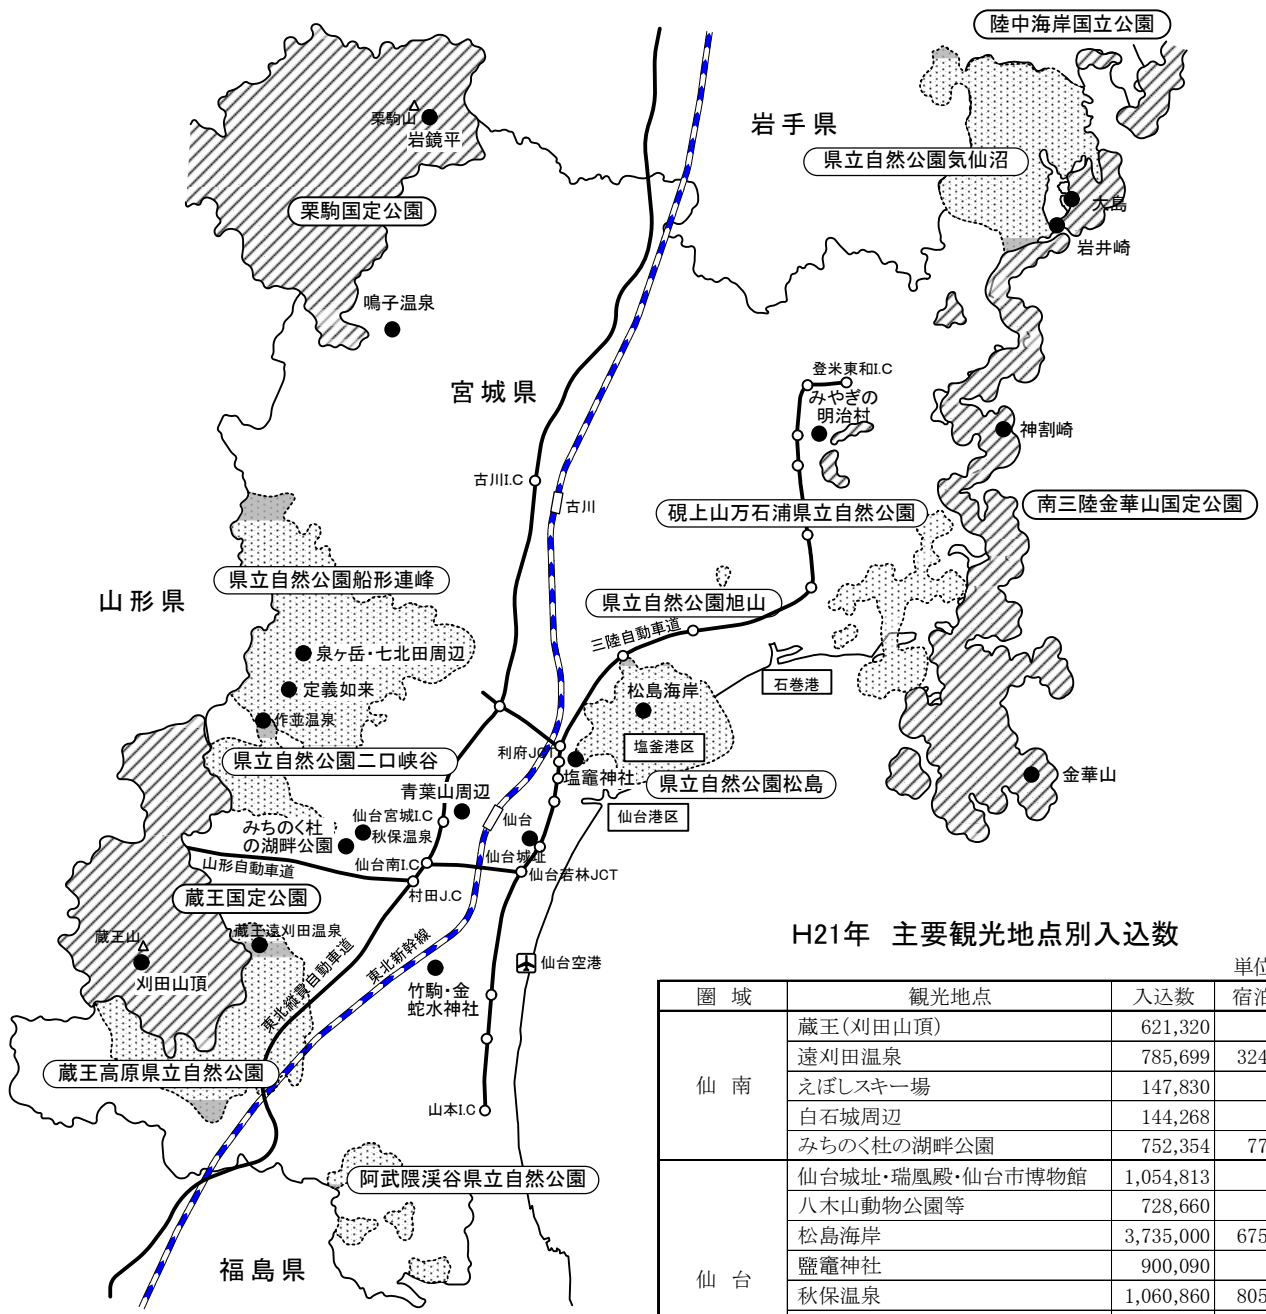 陸中海岸国立公園
岩手県
県立自然公園気仙沼
栗駒山
岩鏡平
栗駒国定公園
大島
岩井崎
鳴子温泉
宮城県
登米東和I.C
みやぎの
明治村
神割崎
古川I.C
古川
硯上山万石浦県立自然公園
南三陸金華山国定公園
山形県
県立自然公園船形連峰
県立自然公園旭山
三陸自動車道
泉ヶ岳・七北田周辺
定義如来
作並温泉
松島海岸
石巻港
県立自然公園二口峡谷
利府JCT
塩釜港区
塩竈神社
県立自然公園松島
金華山
青葉山周辺
仙台宮城I.C
みちのく杜
の湖畔公園
秋保温泉
仙台
仙台港区
仙台城址
山形自動車道
仙台南I.C
仙台若林JCT
村田J.C
蔵王国定公園
蔵王山
蔵王遠刈田温泉
刈田山頂
東北縦貫自動車道
東北新幹線
仙台空港
竹駒・金
蛇水神社
蔵王高原県立自然公園
山本I.C
阿武隈渓谷県立自然公園
福島県
H21年 主要観光地点別入込数
単位
圏域 観光地点 入込数 宿泊
仙南
蔵王(刈田山頂) 621,320
遠刈田温泉 785,699 324
えぼしスキー場 147,830
白石城周辺 144,268
みちのく杜の湖畔公園 752,354 77
仙台
仙台城址・瑞鳳殿・仙台市博物館 1,054,813
八木山動物公園等 728,660
松島海岸 3,735,000 675
鹽竈神社 900,090
秋保温泉 1,060,860 805